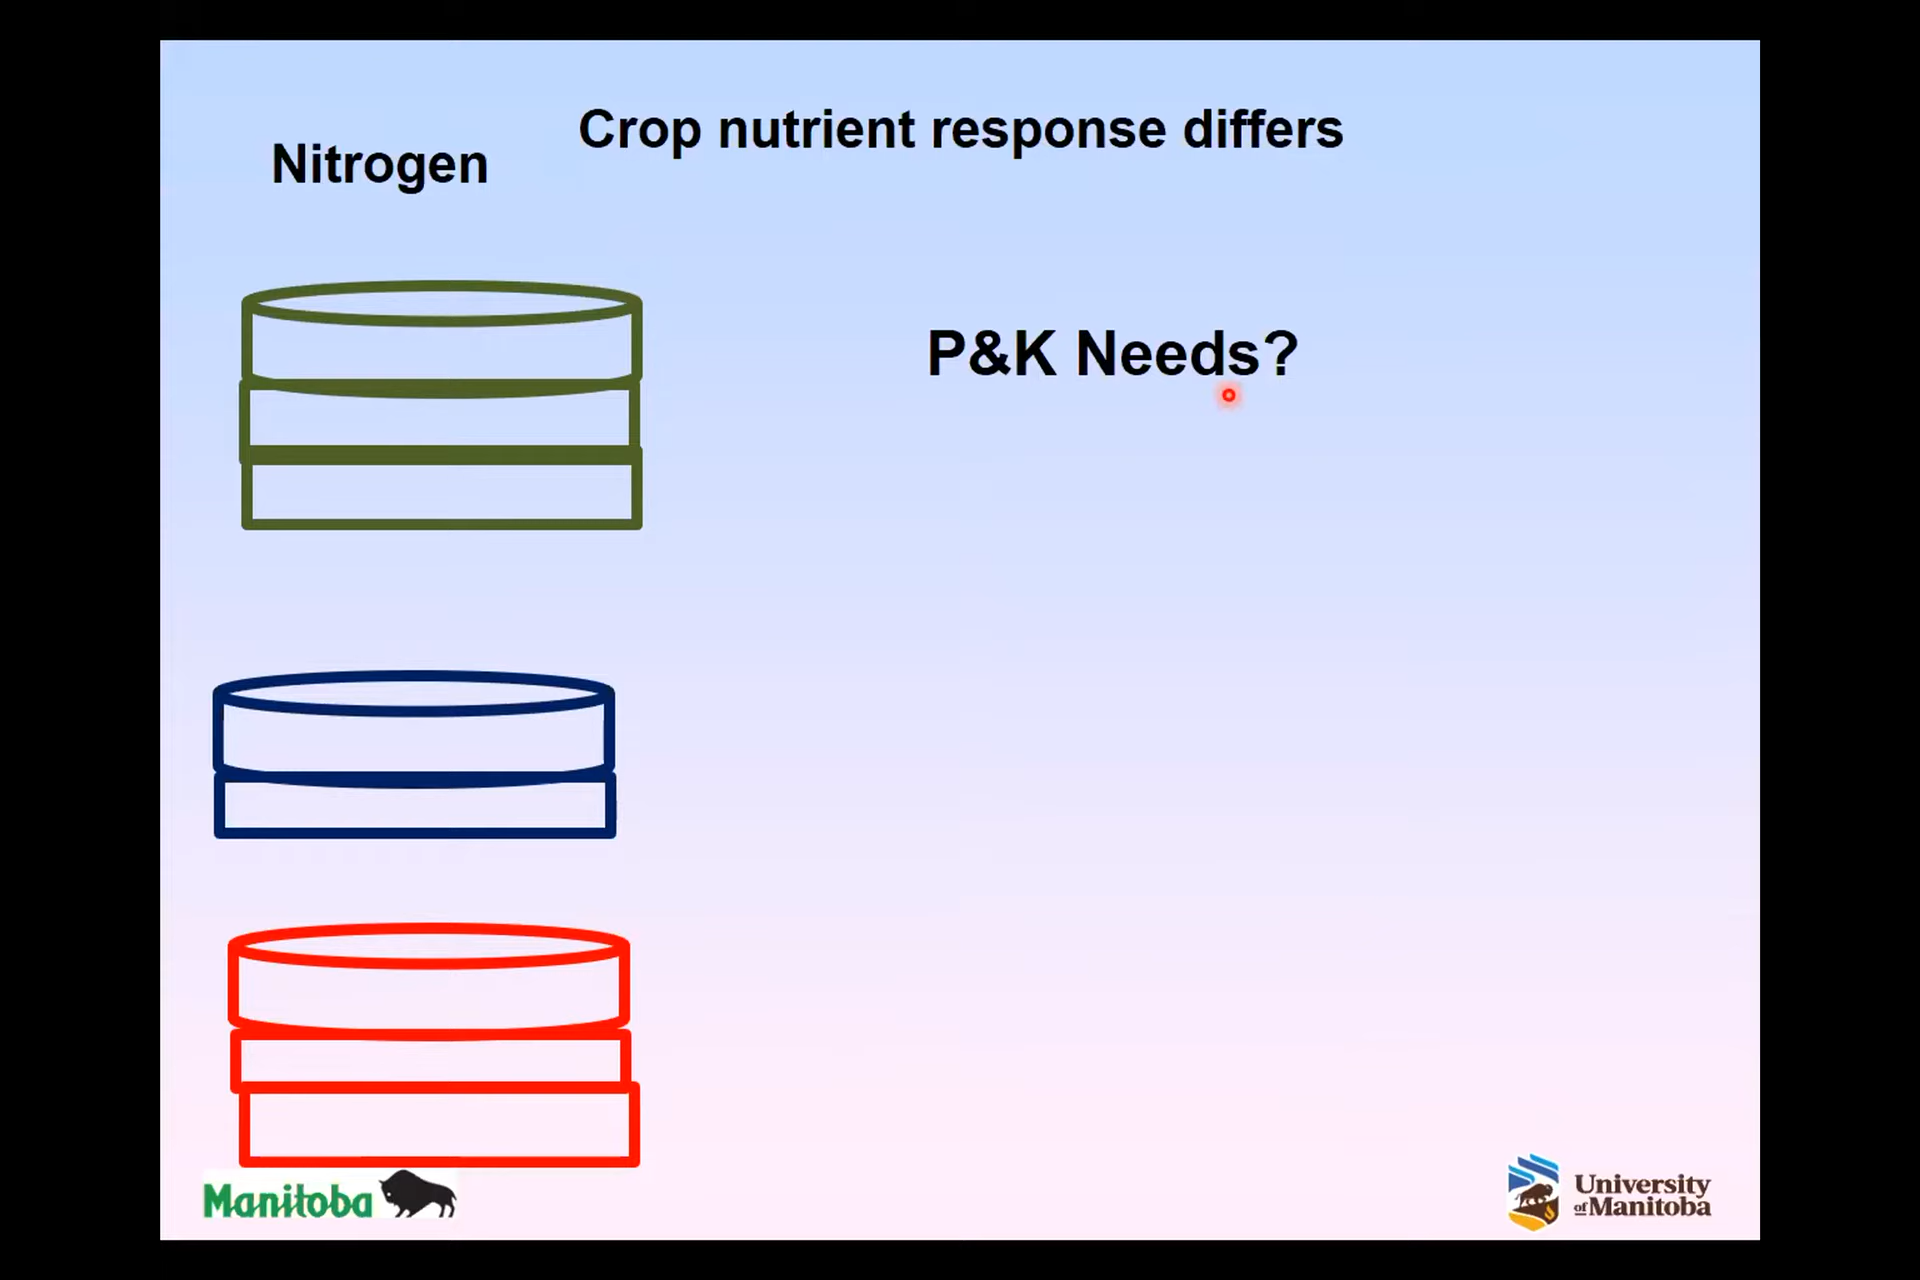 Crop nutrient response differs
Nitrogen
P&K Needs?
Manitoba
University
of Manitoba